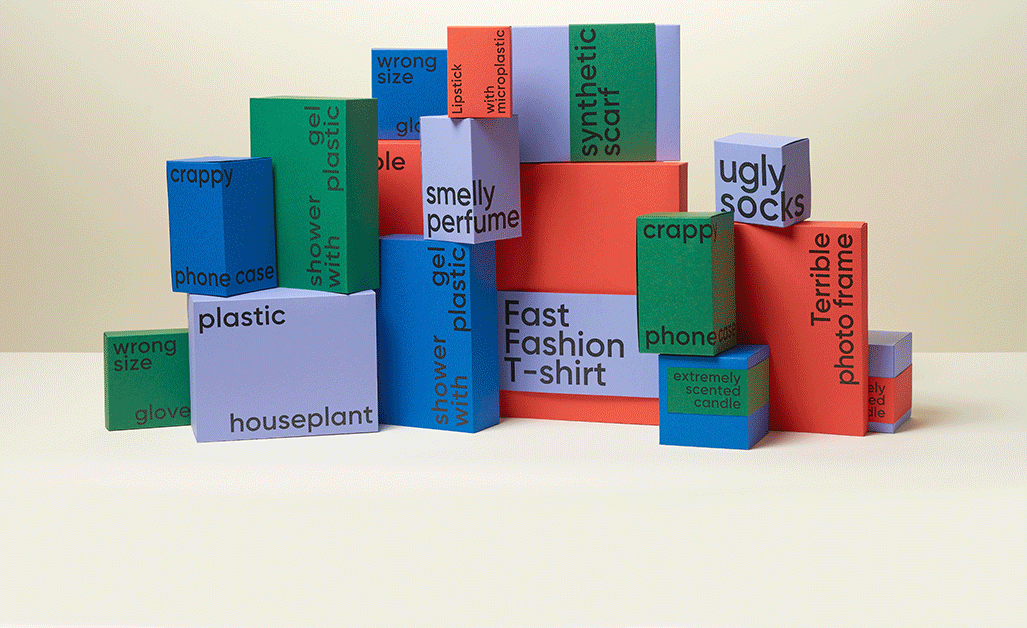 wrong
size
Lipstick
with
microplastic
synthetic
scarf
crappy
phone case
shower gel
with plastic
smelly
perfume
ugly
socks
crappy
phone case
Terrible
photo frame
plastic
houseplant
shower gel
with plastic
Fast
Fashion
T-shirt
wrong
size
glove
extremely
scented
candle